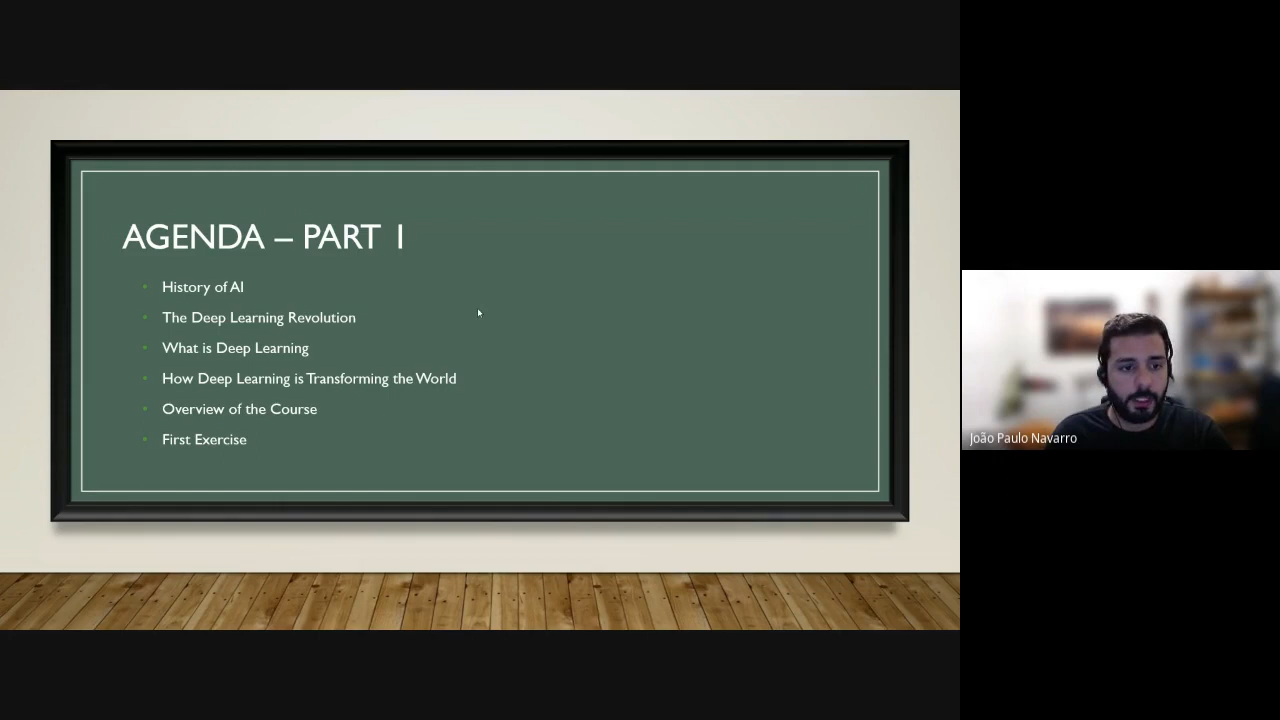 AGENDA – PART 1
• History of AI
• The Deep Learning Revolution
• What is Deep Learning
• How Deep Learning is Transforming the World
• Overview of the Course
• First Exercise
João Paulo Navarro